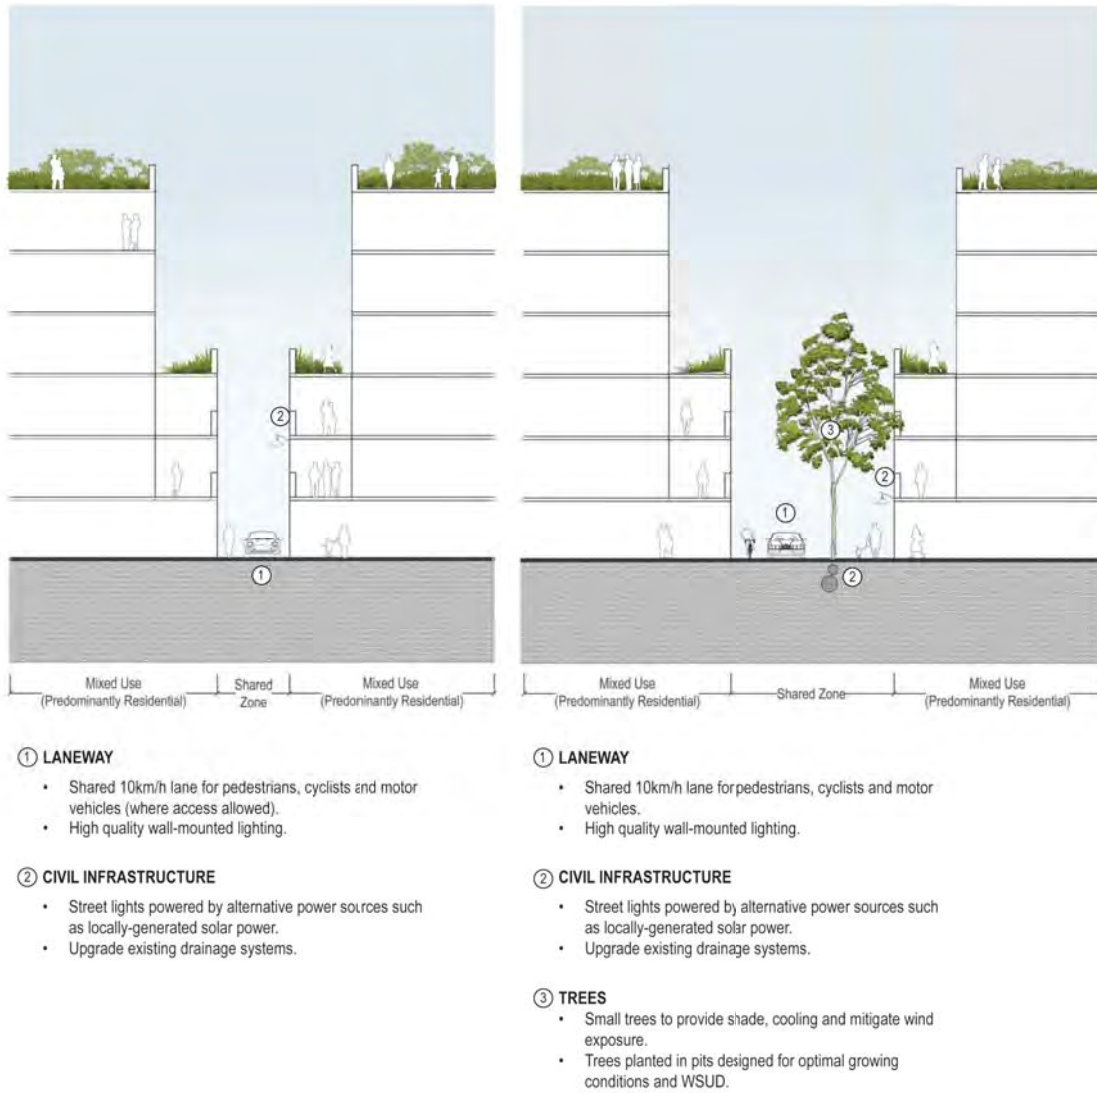 2
1
3
1
2
2
Mixed Use
(Predominantly Residential)
Shared
Zone
Mixed Use
(Predoninantly Residential)
Mixed Use
(Predominantly Residential)
Shared Zone
Mixed Use
(Predominantly Residential)
1 LANEWAY
• Shared 10km/h lane for pedestrians, cyclists and motor
vehicles (where access allowed).
• High quality wall-mounted lighting.
2 CIVIL INFRASTRUCTURE
• Street lights powered by alternative power sources such
as locally-generated solar power.
• Upgrade existing drainage systems.
1 LANEWAY
• Shared 10km/h lane for pedestrians, cyclists and motor
vehicles.
• High quality wall-mounted lighting.
2 CIVIL INFRASTRUCTURE
• Street lights powered by alternative power sources such
as locally-generated solar power.
• Upgrade existing drainage systems.
3 TREES
• Small trees to provide shade, cooling and mitigate wind
exposure.
• Trees planted in pits designed for optimal growing
conditions and WSUD.